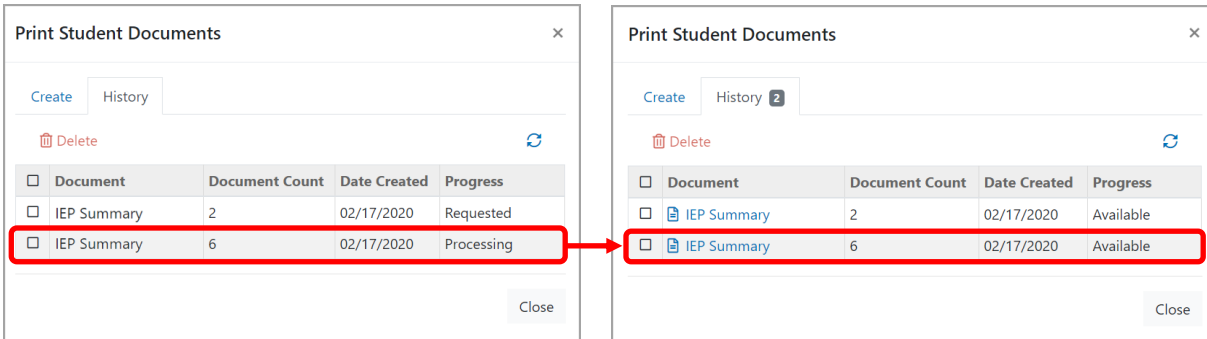 Print Student Documents ×
Create History
Delete
Document Document Count Date Created Progress
IEP Summary 2 02/17/2020 Requested
IEP Summary 6 02/17/2020 Processing
Close
Print Student Documents ×
Create History 2
Delete
Document Document Count Date Created Progress
IEP Summary 2 02/17/2020 Available
IEP Summary 6 02/17/2020 Available
Close